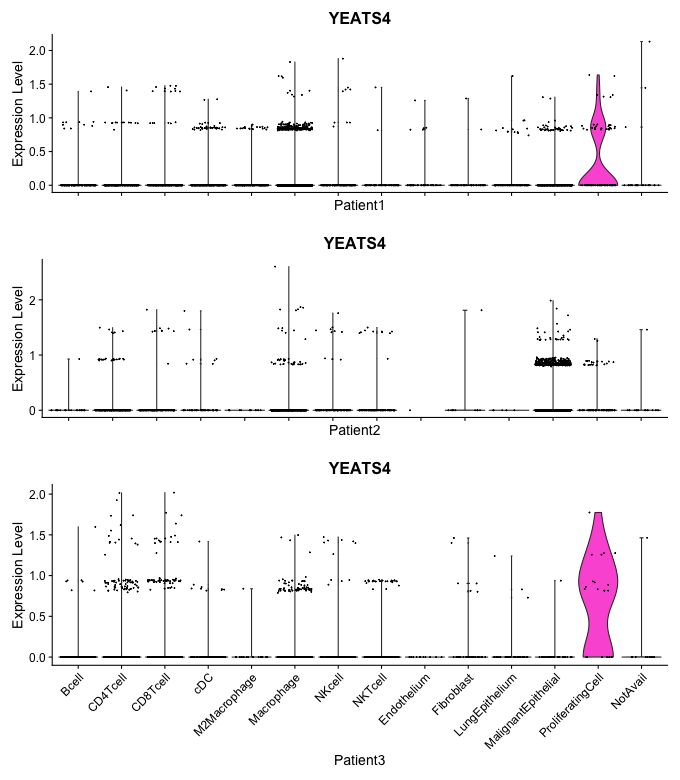 YEATS4
Expression Level
2.0
1.5
1.0
0.5
0.0
Patient1
YEATS4
Expression Level
2
1
0
Patient2
YEATS4
Expression Level
2.0
1.5
1.0
0.5
0.0
Bcell
CD4Tcell
CD8Tcell
cDC
M2Macrophage
Macrophage
NKcell
NKTcell
Endothelium
Fibroblast
LungEpithelium
MalignantEpithelial
ProliferatingCell
NotAvail
Patient3